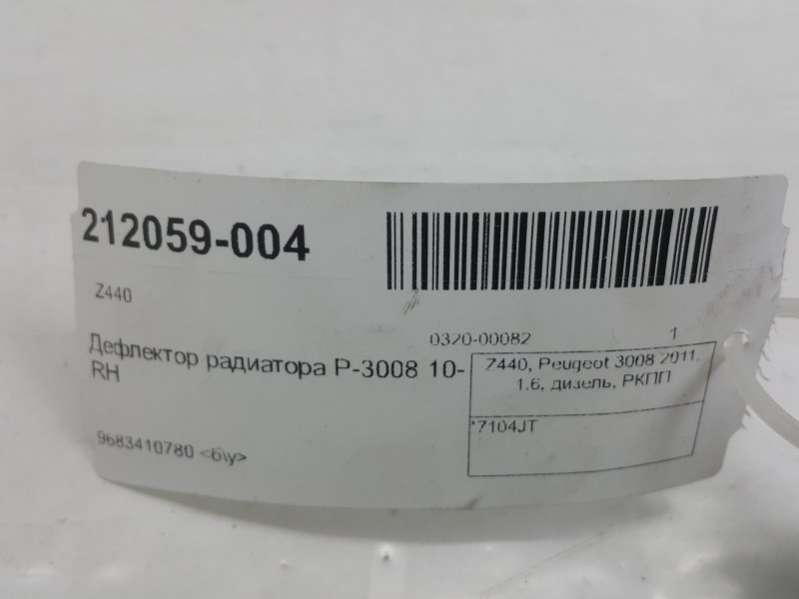 212059-004
Z440
0320-00082 1
Дефлектор радиатора P-3008 10-
RH
Z440, Peugeot 3008 2011,
1.6, дизель, РКПП
*7104JT
9683410780 <б\у>